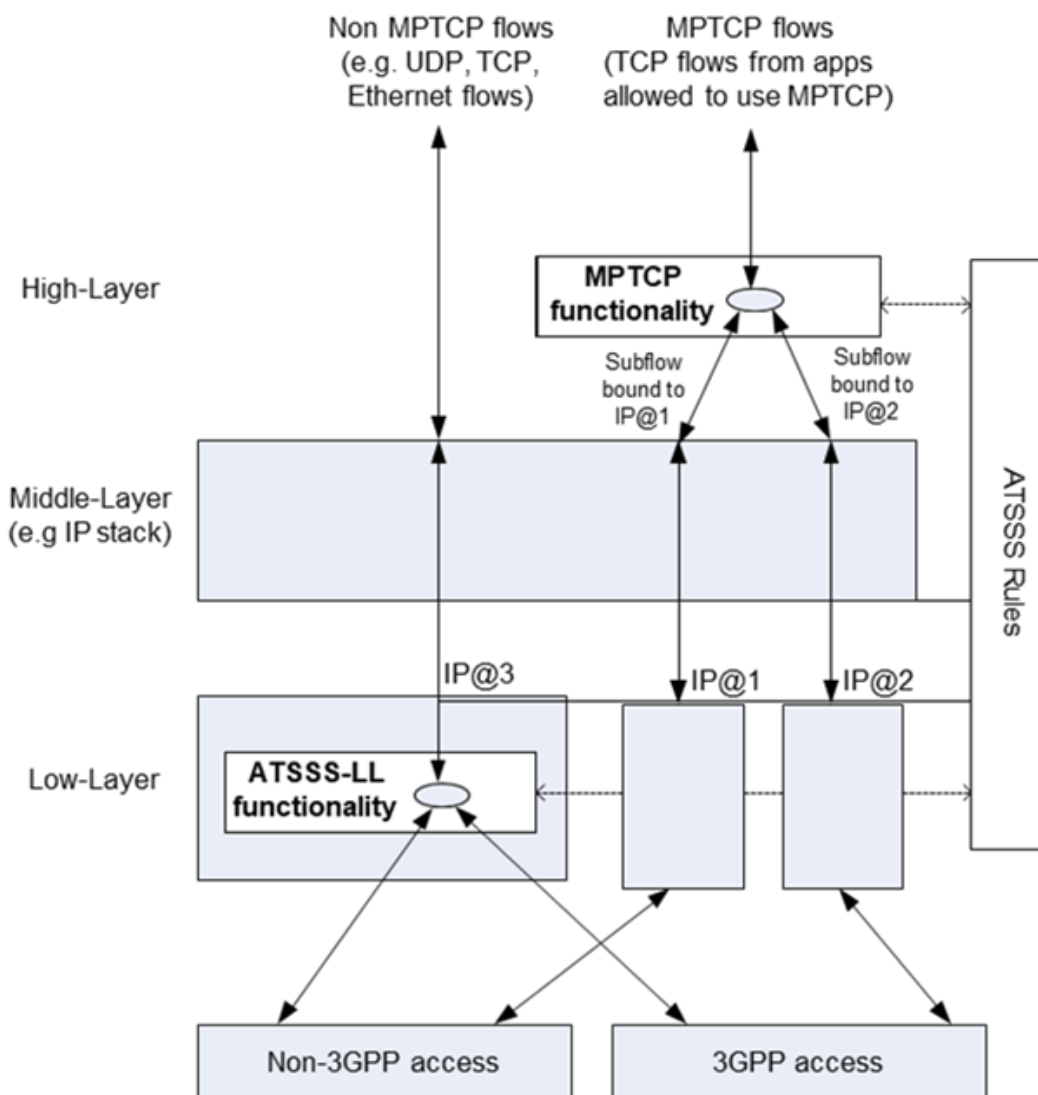 Non MPTCP flows
(e.g. UDP, TCP,
Ethernet flows)
MPTCP flows
(TCP flows from apps
allowed to use MPTCP)
High-Layer
MPTCP
functionality
Subflow
bound to
IP@1
Subflow
bound to
IP@2
Middle-Layer
(e.g IP stack)
ATSSS Rules
IP@3
IP@1
IP@2
Low-Layer
ATSSS-LL
functionality
Non-3GPP access
3GPP access